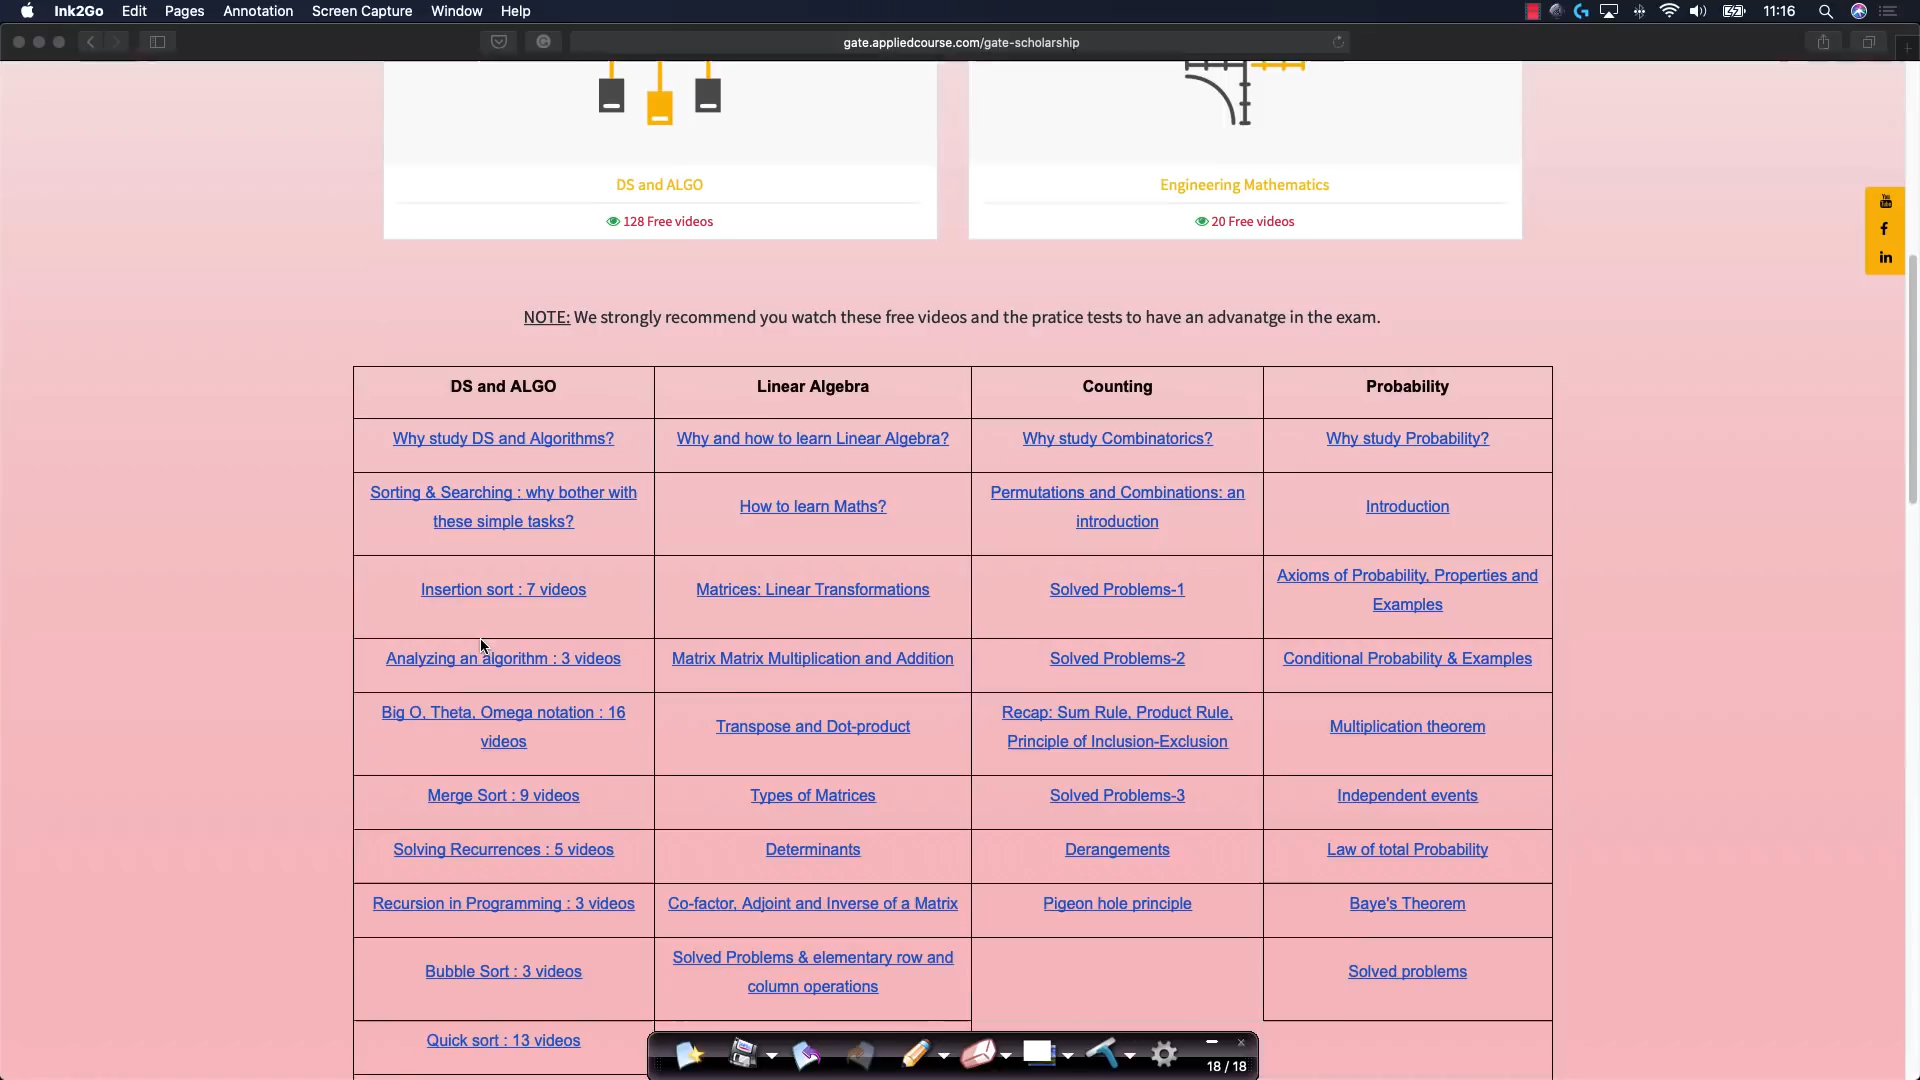 Ink2Go Edit Pages Annotation Screen Capture Window Help 11:16
gate.appliedcourse.com/gate-scholarship
DS and ALGO
128 Free videos
Engineering Mathematics
20 Free videos
NOTE: We strongly recommend you watch these free videos and the pratice tests to have an advanatge in the exam.
DS and ALGO Linear Algebra Counting Probability
Why study DS and Algorithms? Why and how to learn Linear Algebra? Why study Combinatorics? Why study Probability?
Sorting & Searching : why bother with
these simple tasks?
How to learn Maths?
Permutations and Combinations: an
introduction
Introduction
Insertion sort : 7 videos
Matrices: Linear Transformations
Solved Problems-1
Axioms of Probability, Properties and
Examples
Analyzing an algorithm : 3 videos Matrix Matrix Multiplication and Addition Solved Problems-2 Conditional Probability & Examples
Big O, Theta, Omega notation : 16
videos
Transpose and Dot-product
Recap: Sum Rule, Product Rule,
Principle of Inclusion-Exclusion
Multiplication theorem
Merge Sort : 9 videos Types of Matrices Solved Problems-3 Independent events
Solving Recurrences : 5 videos Determinants Derangements Law of total Probability
Recursion in Programming : 3 videos Co-factor, Adjoint and Inverse of a Matrix Pigeon hole principle Baye's Theorem
Bubble Sort : 3 videos
Solved Problems & elementary row and
column operations
Solved problems
Quick sort : 13 videos
18 / 18